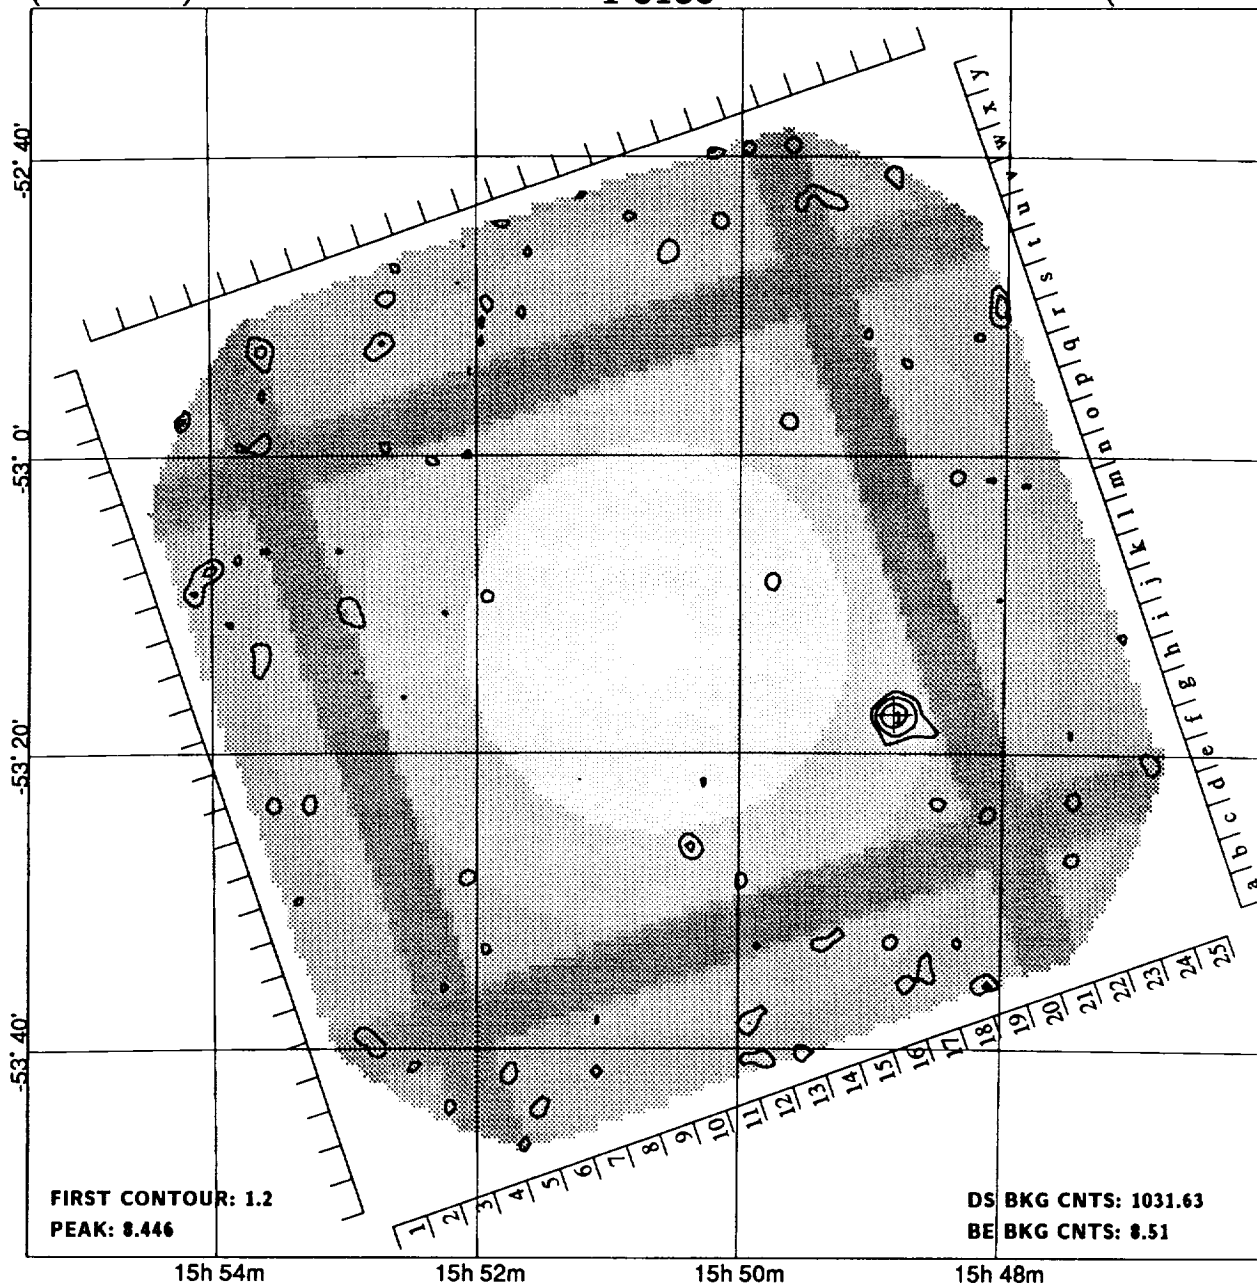 -52° 40'
-53° 0'
-53° 20'
-53° 40'
a|b|c|d|e|f|g|h|i|j|k|l|m|n|o|p|q|r|s|t|u|v|w|x|y
1|2|3|4|5|6|7|8|9|10|11|12|13|14|15|16|17|18|19|20|21|22|23|24|25
FIRST CONTOUR: 1.2
PEAK: 8.446
DS BKG CNTS: 1031.63
BE BKG CNTS: 8.51
15h 54m
15h 52m
15h 50m
15h 48m